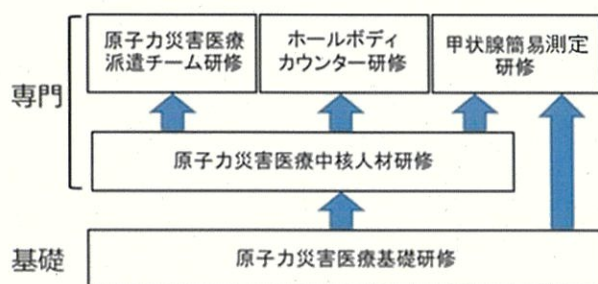 原子力災害医療
派遣チーム研修
ホールボディ
カウンター研修
甲状腺簡易測定
研修
専門
原子力災害医療中核人材研修
基礎
原子力災害医療基礎研修